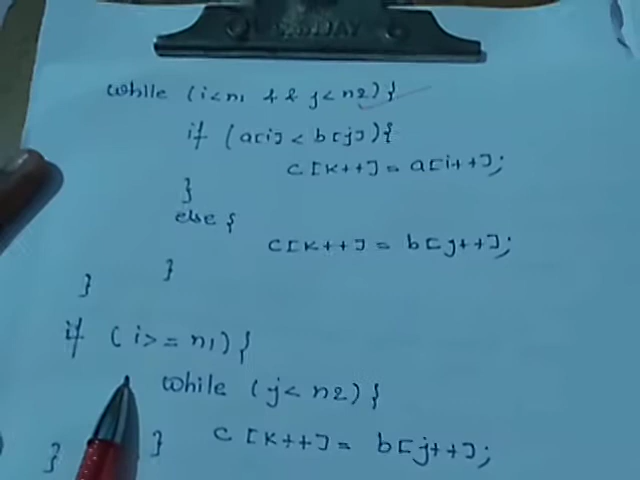 while (i<n1 && j<n2) {
if (a[i] < b[j]) {
c[k++] = a[i++];
}
else {
c[k++] = b[j++];
}
}
if (i>=n1) {
while (j<n2) {
c[k++] = b[j++];
} }